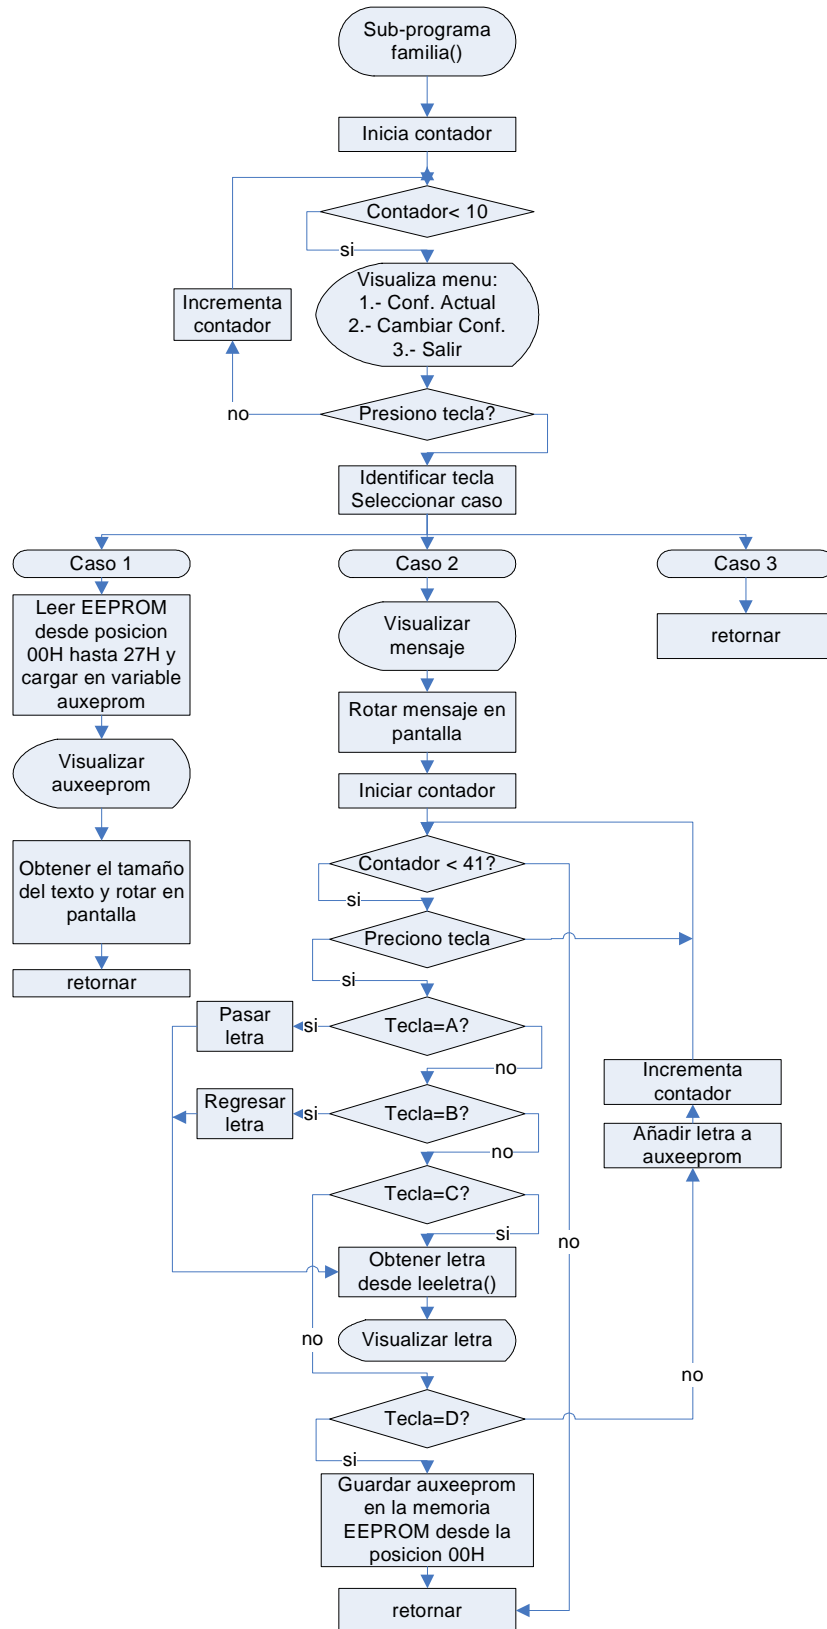 Sub-programa
familia()
Inicia contador
Contador< 10
si
Visualiza menu:
1.- Conf. Actual
2.- Cambiar Conf.
3.- Salir
Incrementa
contador
Presiono tecla?
no
Identificar tecla
Seleccionar caso
Caso 1
Leer EEPROM
desde posicion
00H hasta 27H y
cargar en variable
auxeprom
Visualizar
auxeeprom
Obtener el tamaño
del texto y rotar en
pantalla
retornar
Caso 2
Visualizar
mensaje
Rotar mensaje en
pantalla
Iniciar contador
Contador < 41?
si
Preciono tecla
si
Tecla=A?
si
Pasar
letra
no
Tecla=B?
si
Regresar
letra
no
Tecla=C?
si
Obtener letra
desde leeletra()
Visualizar letra
no
Tecla=D?
si
Guardar auxeeprom
en la memoria
EEPROM desde la
posicion 00H
retornar
no
no
Añadir letra a
auxeeprom
Incrementa
contador
Caso 3
retornar